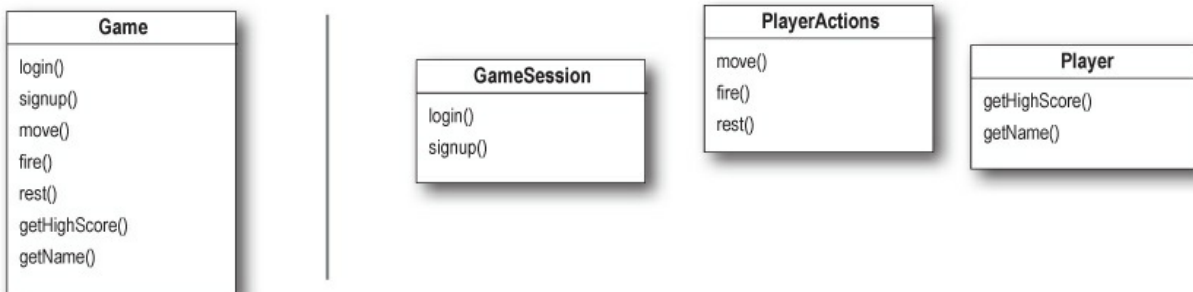 Game
login()
signup()
move()
fire()
rest()
getHighScore()
getName()
GameSession
login()
signup()
PlayerActions
move()
fire()
rest()
Player
getHighScore()
getName()